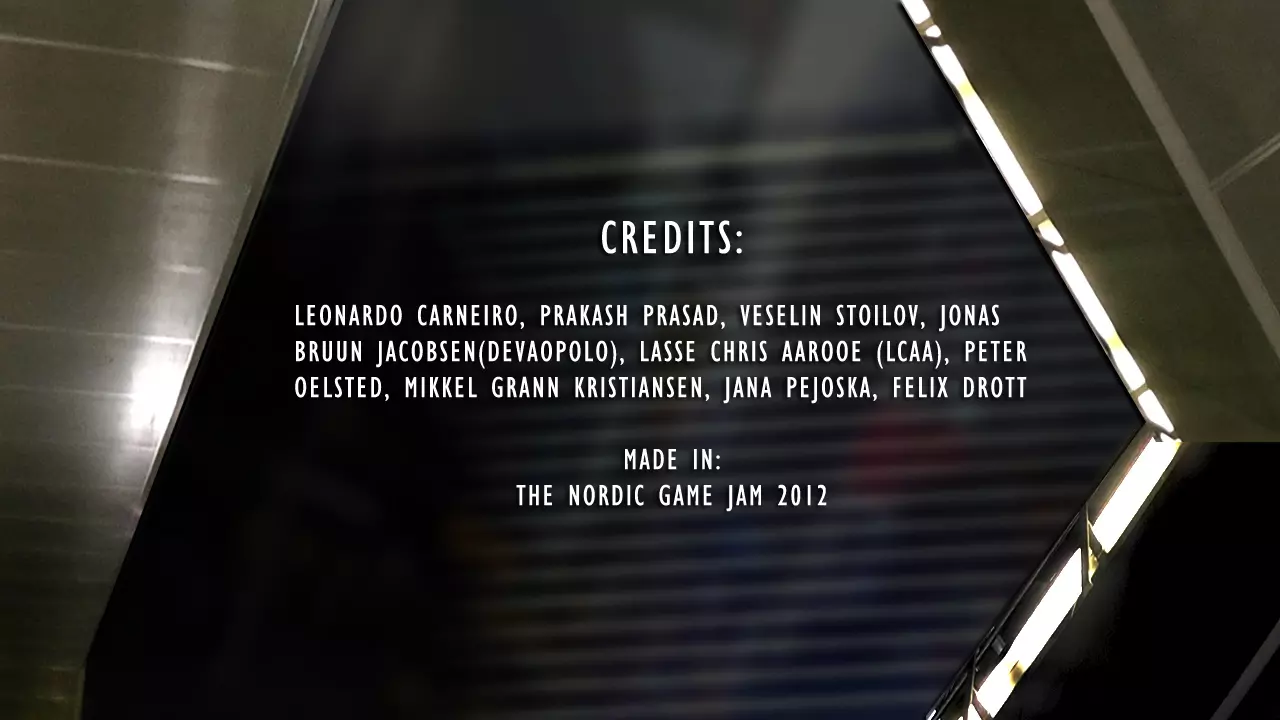 CREDITS:
LEONARDO CARNEIRO, PRAKASH PRASAD, VESELIN STOILOV, JONAS
BRUUN JACOBSEN(DEVAOPOLO), LASSE CHRIS AAROOE (LCAA), PETER
OELSTED, MIKKEL GRANN KRISTIANSEN, JANA PEJOSKA, FELIX DROTT
MADE IN:
THE NORDIC GAME JAM 2012